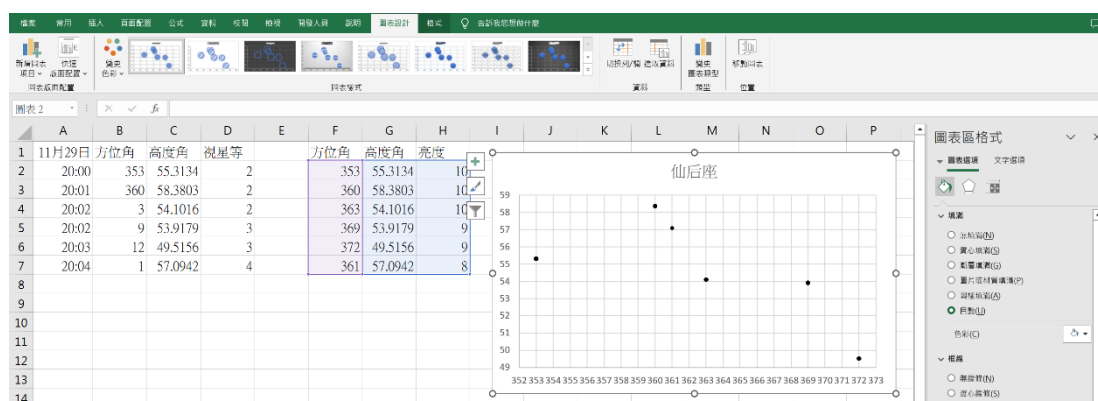 檔案 常用 插入 頁面配置 公式 資料 校閱 檢視 開發人員 說明 圖表設計 格式 告訴我您想做什麼
新增圖表項目 快速版面配置 變更色彩 切換列/欄 選取資料 變更圖表類型 移動圖表
圖表版面配置 圖表樣式 資料 類型 位置
圖表 2 fx
A B C D E F G H I J K L M N O P
1 11月29日 方位角 高度角 視星等 方位角 高度角 亮度
2 20:00 353 55.3134 2 353 55.3134 10
3 20:01 360 58.3803 2 360 58.3803 10
4 20:02 3 54.1016 2 363 54.1016 10
5 20:02 9 53.9179 3 369 53.9179 9
6 20:03 12 49.5156 3 372 49.5156 9
7 20:04 1 57.0942 4 361 57.0942 8
8
9
10
11
12
13
14
仙后座
59
58
57
56
55
54
53
52
51
50
49
352 353 354 355 356 357 358 359 360 361 362 363 364 365 366 367 368 369 370 371 372 373
圖表區格式
圖表選項 文字選項
填滿
無填滿(N)
實心填滿(S)
漸層填滿(G)
圖片或材質填滿(P)
圖樣填滿(A)
自動(U)
色彩(C)
框線
無線條(N)
實心線條(S)